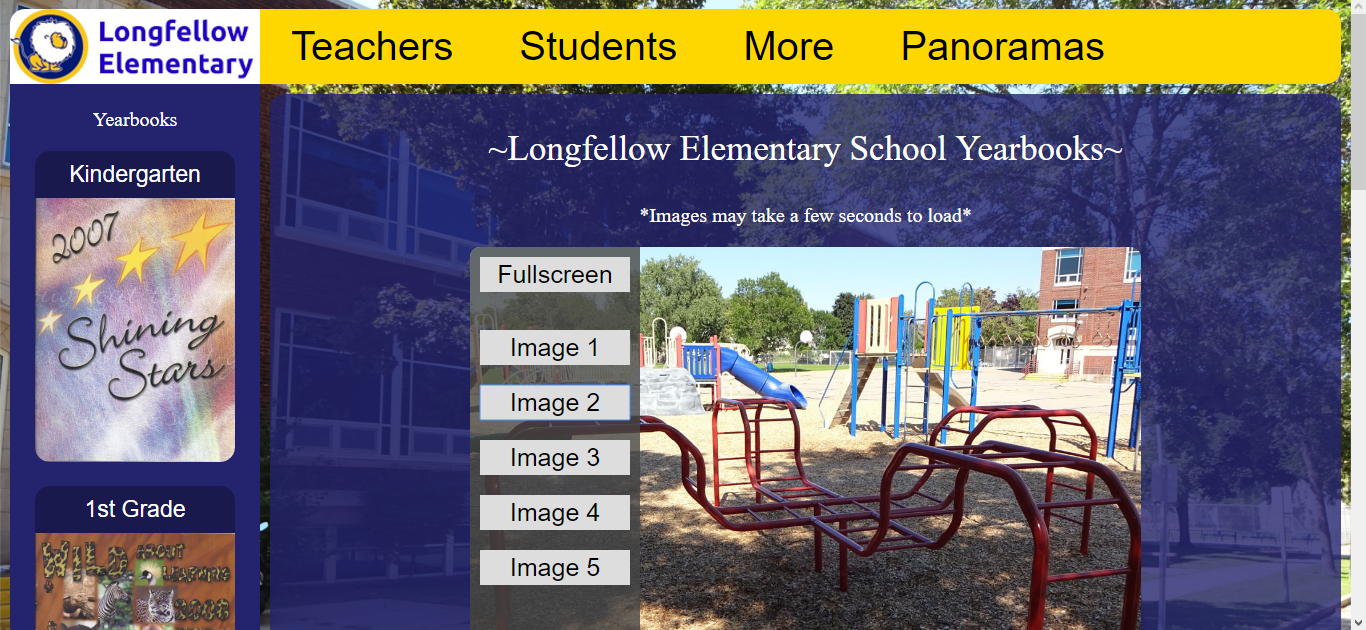 Longfellow
Elementary
Teachers
Students
More
Panoramas
Yearbooks
Kindergarten
2007
Shining
Stars
1st Grade
WILD
ABOUT
LEARNING
2008
~Longfellow Elementary School Yearbooks~
*Images may take a few seconds to load*
Fullscreen
Image 1
Image 2
Image 3
Image 4
Image 5